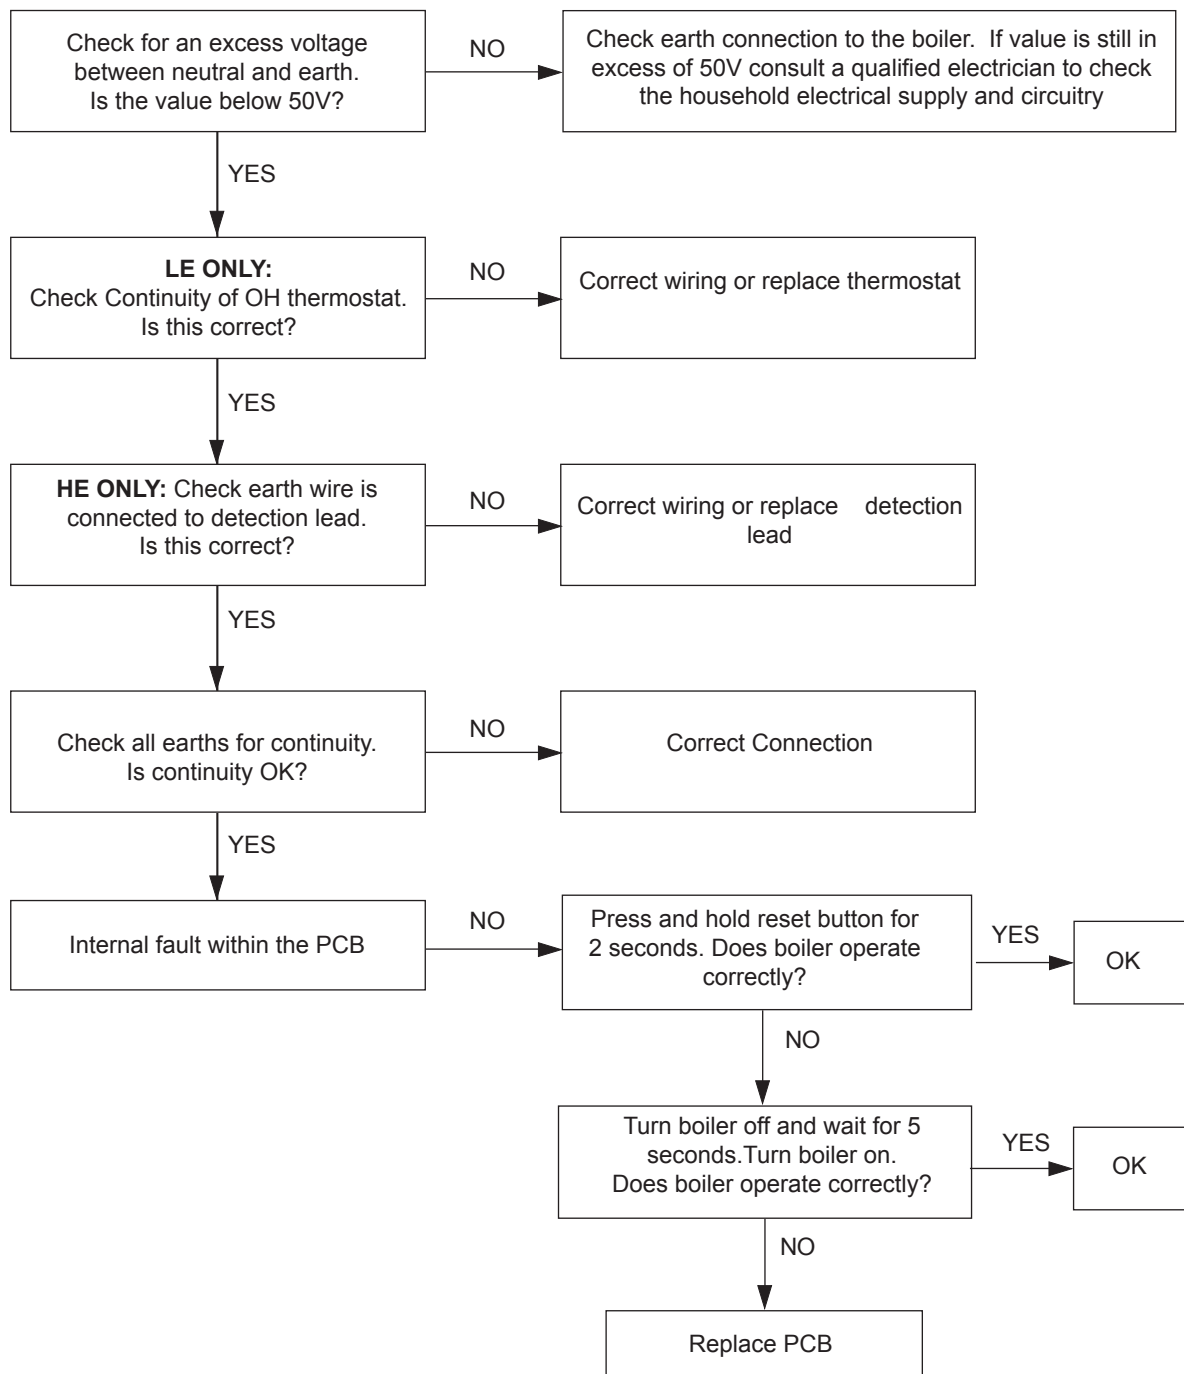 Check for an excess voltage
between neutral and earth.
Is the value below 50V?
NO
Check earth connection to the boiler.  If value is still in
excess of 50V consult a qualified electrician to check
the household electrical supply and circuitry
YES
LE ONLY:
Check Continuity of OH thermostat.
Is this correct?
NO
Correct wiring or replace thermostat
YES
HE ONLY: Check earth wire is
connected to detection lead.
Is this correct?
NO
Correct wiring or replace    detection
lead
YES
Check all earths for continuity.
Is continuity OK?
NO
Correct Connection
YES
Internal fault within the PCB
NO
Press and hold reset button for
2 seconds. Does boiler operate
correctly?
YES
OK
NO
Turn boiler off and wait for 5
seconds.Turn boiler on.
Does boiler operate correctly?
YES
OK
NO
Replace PCB